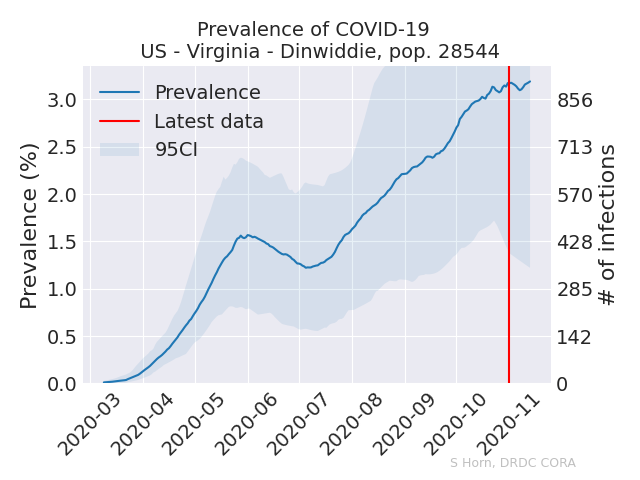 Prevalence of COVID-19
US - Virginia - Dinwiddie, pop. 28544
Prevalence
Latest data
95CI
Prevalence (%)
3.0
2.5
2.0
1.5
1.0
0.5
0.0
856
713
570
428
285
142
0
# of infections
2020-03
2020-04
2020-05
2020-06
2020-07
2020-08
2020-09
2020-10
2020-11
S Horn, DRDC CORA